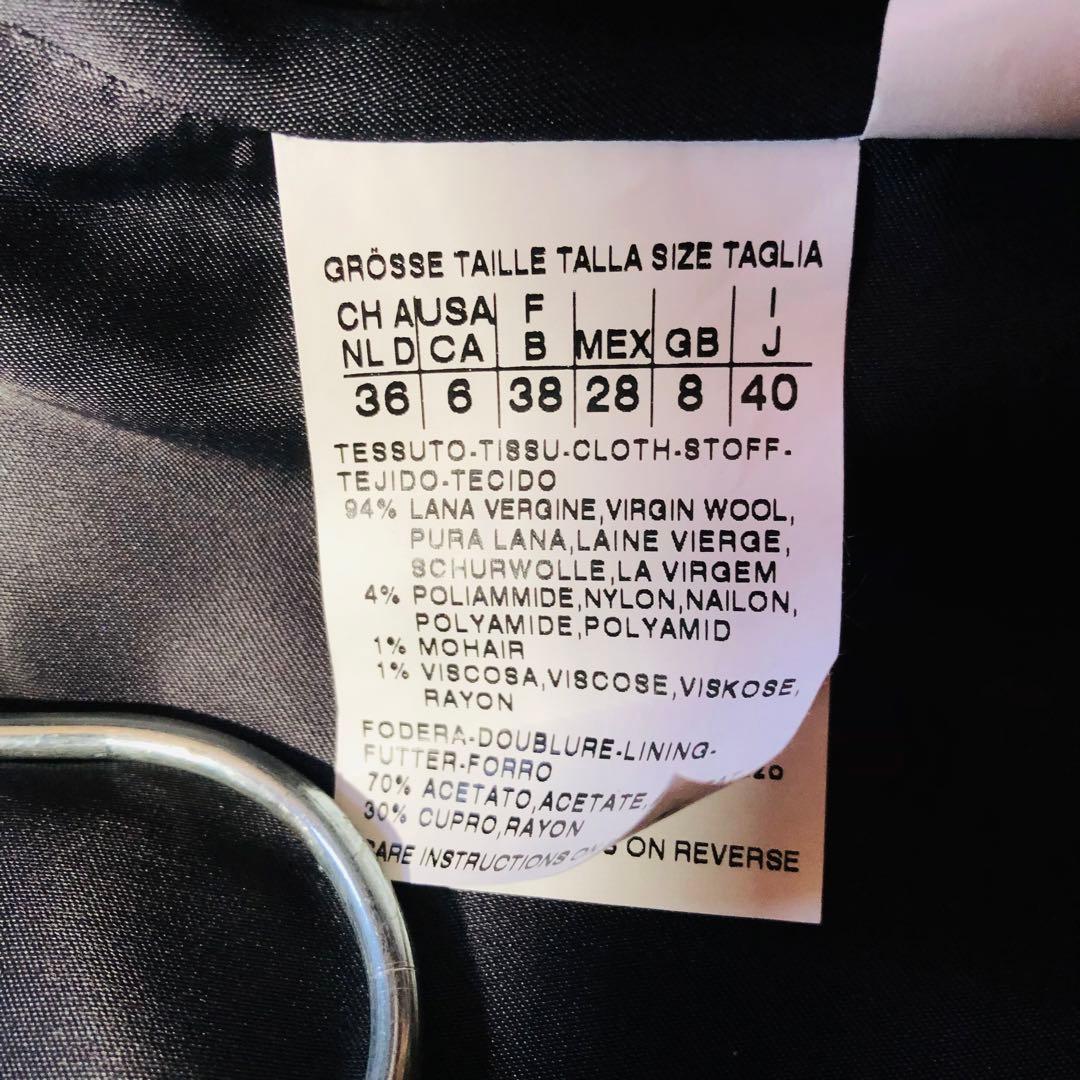 GRÖSSE TAILLE TALLA SIZE TAGLIA
CH A USA F I
NL D CA B MEX GB J
36 6 38 28 8 40
TESSUTO-TISSU-CLOTH-STOFF-
TEJIDO-TECIDO
94% LANA VERGINE,VIRGIN WOOL,
PURA LANA,LAINE VIERGE,
SCHURWOLLE,LA VIRGEM
4% POLIAMMIDE,NYLON,NAILON,
POLYAMIDE,POLYAMID
1% MOHAIR
1% VISCOSA,VISCOSE,VISKOSE,
RAYON
FODERA-DOUBLURE-LINING-
FUTTER-FORRO
70% ACETATO,ACETATE,
30% CUPRO,RAYON
CARE INSTRUCTIONS ON REVERSE